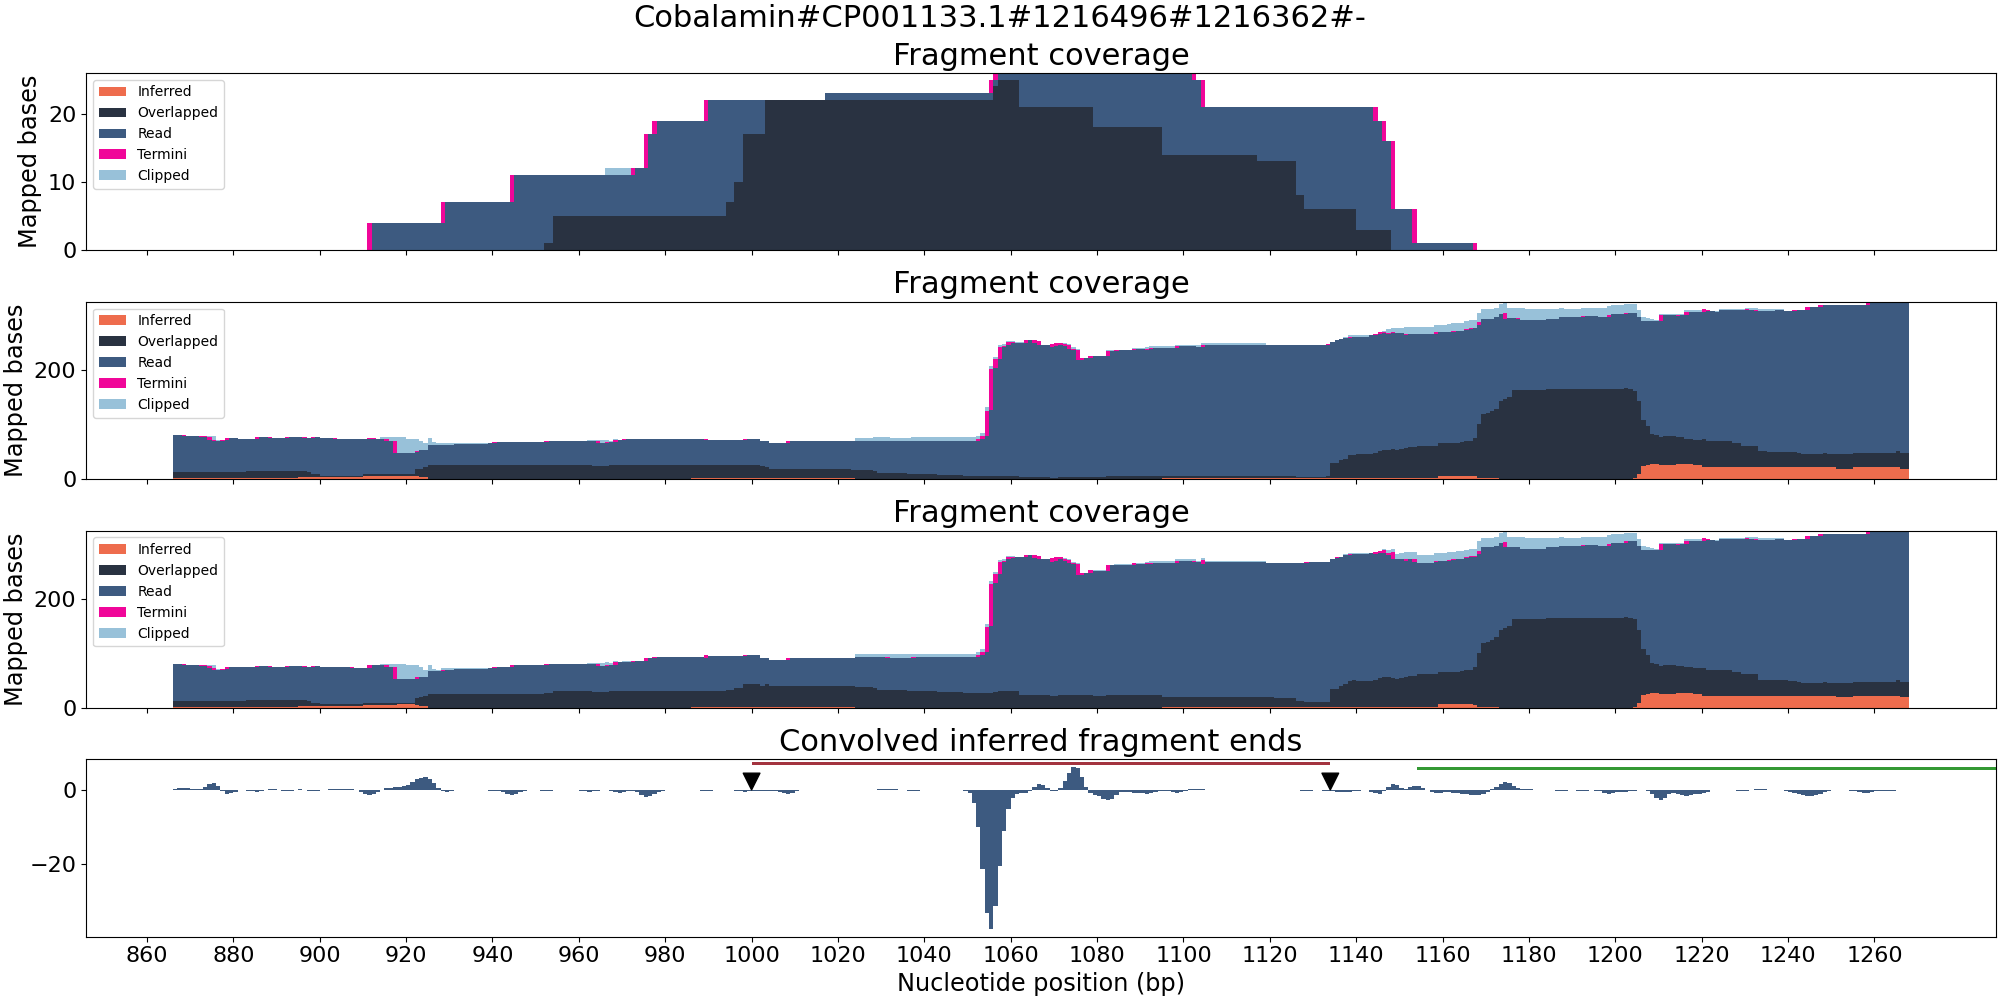 Cobalamin#CP001133.1#1216496#1216362#-
Fragment coverage
Mapped bases
20
10
0
Inferred
Overlapped
Read
Termini
Clipped
Fragment coverage
Mapped bases
200
0
Inferred
Overlapped
Read
Termini
Clipped
Fragment coverage
Mapped bases
200
0
Inferred
Overlapped
Read
Termini
Clipped
Convolved inferred fragment ends
0
−20
860 880 900 920 940 960 980 1000 1020 1040 1060 1080 1100 1120 1140 1160 1180 1200 1220 1240 1260
Nucleotide position (bp)